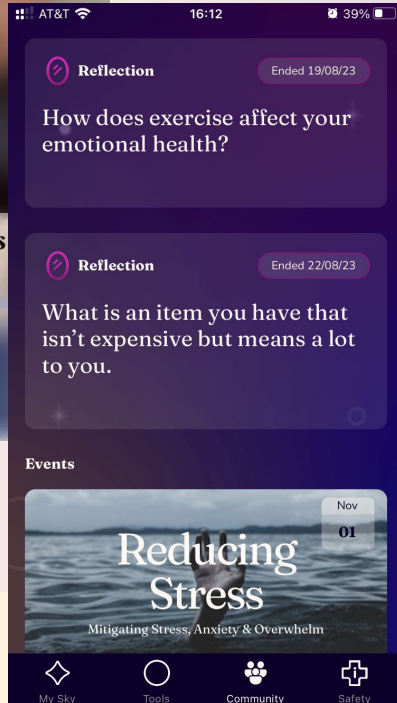 AT&T 16:12 39%
Reflection Ended 19/08/23
How does exercise affect your
emotional health?
s
Reflection Ended 22/08/23
What is an item you have that
isn’t expensive but means a lot
to you.
Events
Nov
01
Reducing
Stress
Mitigating Stress, Anxiety & Overwhelm
My Sky Tools Community Safety